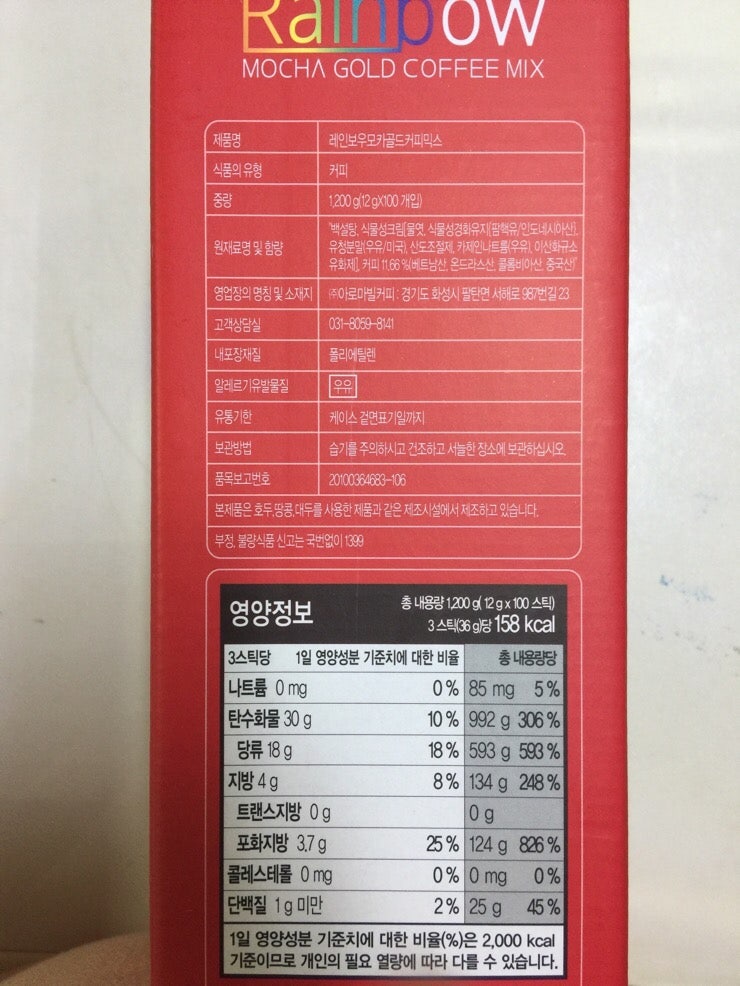 Rainbow
MOCHA GOLD COFFEE MIX
제품명 레인보우모카골드커피믹스
식품의 유형 커피
중량 1,200 g(12 gX100 개입)
원재료명 및 함량 "백설탕, 식물성크림[물엿, 식물성경화유지(팜핵유/인도네시아산),
유청분말(우유/미국), 산도조절제, 카제인나트륨(우유), 이산화규소
유화제], 커피 11.66 %(베트남산, 온드라스산, 콜롬비아산, 중국산)"
영업장의 명칭 및 소재지 ㈜아로마빌커피 : 경기도 화성시 팔탄면 서해로 987번길 23
고객상담실 031-8059-8141
내포장재질 폴리에틸렌
알레르기유발물질 우유
유통기한 케이스 겉면표기일까지
보관방법 습기를 주의하시고 건조하고 서늘한 장소에 보관하십시오.
품목보고번호 20100364683-106
본제품은 호두,땅콩,대두를 사용한 제품과 같은 제조시설에서 제조하고 있습니다.
부정, 불량식품 신고는 국번없이 1399
영양정보 총 내용량 1,200 g( 12 g x 100 스틱)
3 스틱(36 g)당 158 kcal
3스틱당 1일 영양성분 기준치에 대한 비율 총 내용량당
나트륨 0 mg 0 % 85 mg 5 %
탄수화물 30 g 10 % 992 g 306 %
당류 18 g 18 % 593 g 593 %
지방 4 g 8 % 134 g 248 %
트랜스지방 0 g 0 g
포화지방 3.7 g 25 % 124 g 826 %
콜레스테롤 0 mg 0 % 0 mg 0 %
단백질 1 g 미만 2 % 25 g 45 %
1일 영양성분 기준치에 대한 비율(%)은 2,000 kcal
기준이므로 개인의 필요 열량에 따라 다를 수 있습니다.